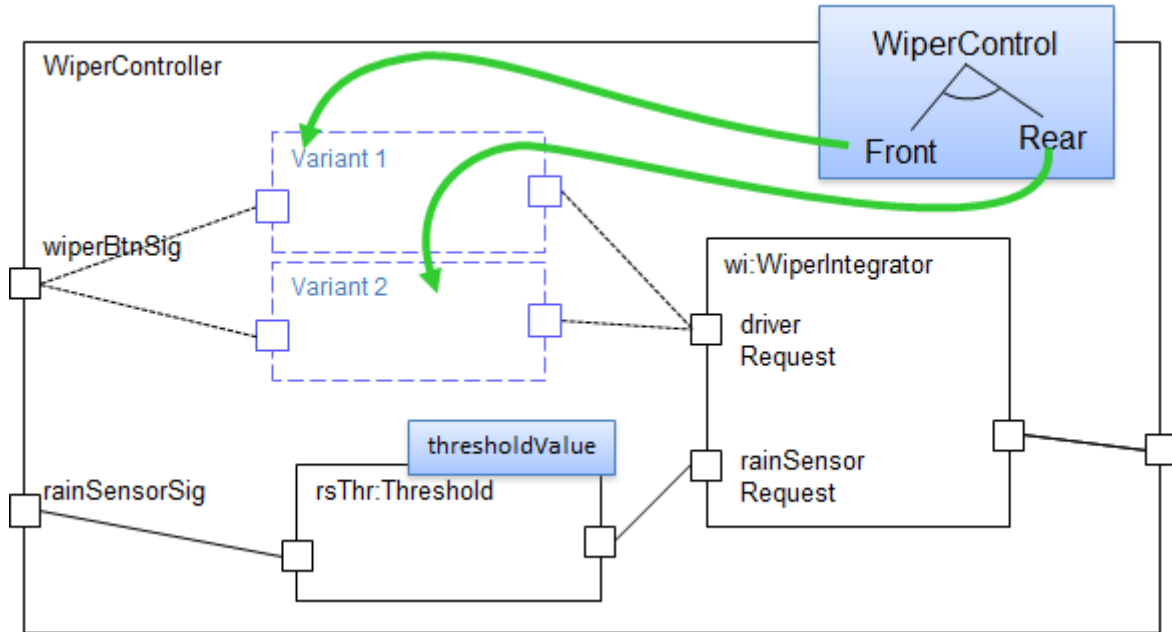 WiperController
WiperControl
Front
Rear
Variant 1
wiperBtnSig
Variant 2
wi:WiperIntegrator
driver
Request
thresholdValue
rainSensorSig
rsThr:Threshold
rainSensor
Request